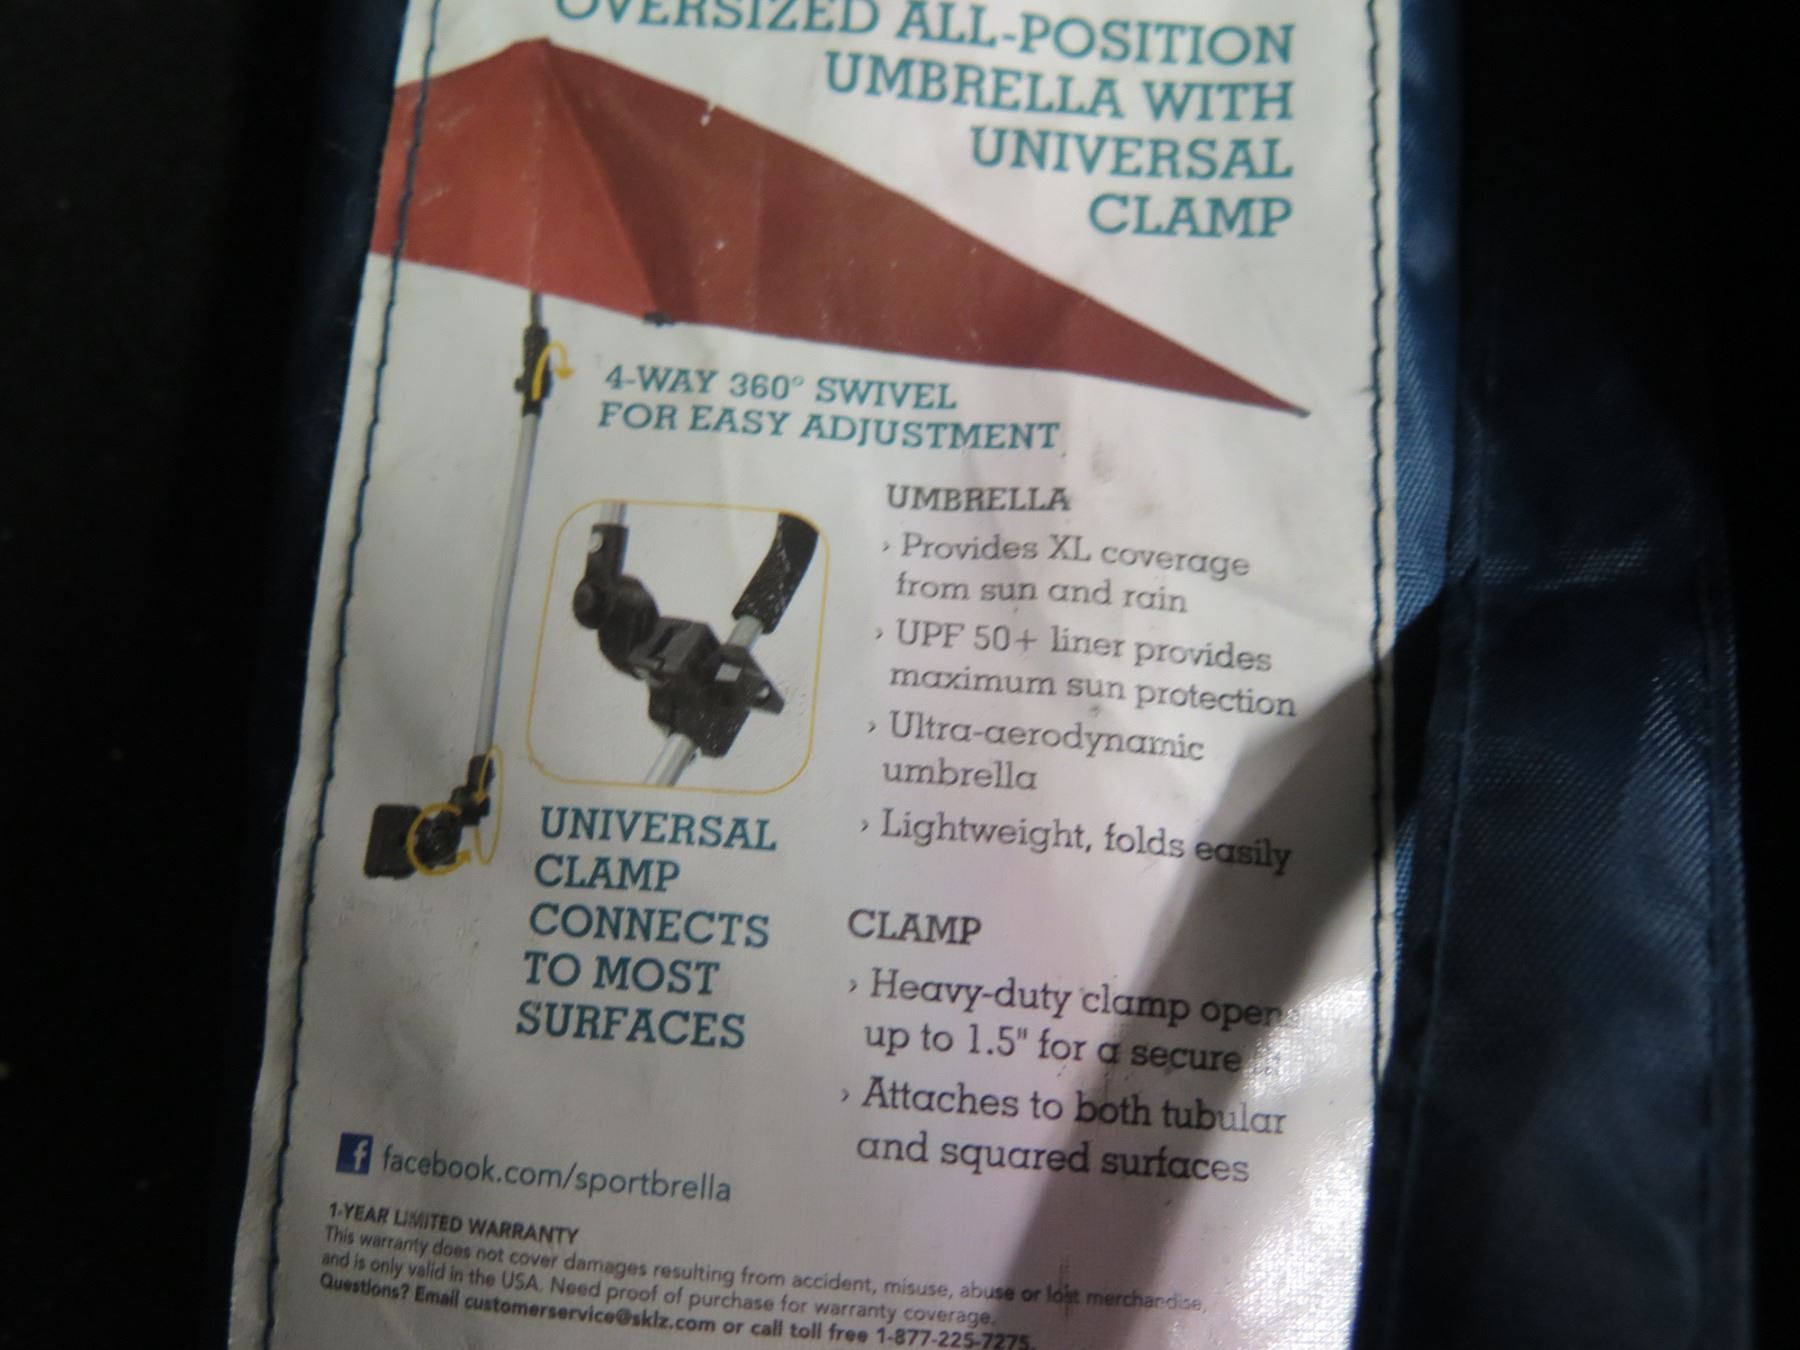 OVERSIZED ALL-POSITION
UMBRELLA WITH
UNIVERSAL
CLAMP
4-WAY 360° SWIVEL
FOR EASY ADJUSTMENT
UMBRELLA
› Provides XL coverage
from sun and rain
› UPF 50+ liner provides
maximum sun protection
› Ultra-aerodynamic
umbrella
› Lightweight, folds easily
UNIVERSAL
CLAMP
CONNECTS
TO MOST
SURFACES
CLAMP
› Heavy-duty clamp opens
up to 1.5" for a secure
› Attaches to both tubular
and squared surfaces
f facebook.com/sportbrella
1-YEAR LIMITED WARRANTY
This warranty does not cover damages resulting from accident, misuse, abuse or lost merchandise,
and is only valid in the USA. Need proof of purchase for warranty coverage.
Questions? Email customerservice@sklz.com or call toll free 1-877-225-7275.